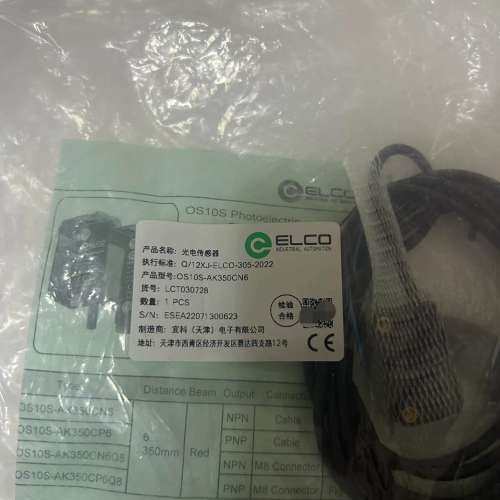 ELCO
INDUSTRIAL AUTOMATION
OS10S Photoelectric
ELCO
INDUSTRIAL AUTOMATION
产品名称: 光电传感器
执行标准: Q/12XJ-ELCO-305-2022
产品型号: OS10S-AK350CN6
货号: LCT030728
数量: 1 PCS
S/N: ESEA22071300623
检验
合格
制造商: 宜科（天津）电子有限公司
地址: 天津市西青区经济开发区赛达四支路12号
Type Distance Beam Output
OS10S-AK350CN6 NPN Cable
OS10S-AK350CP6 6 PNP Cable
OS10S-AK350CN6Q8 350mm Red NPN M8 Connector
OS10S-AK350CP6Q8 PNP M8 Connector